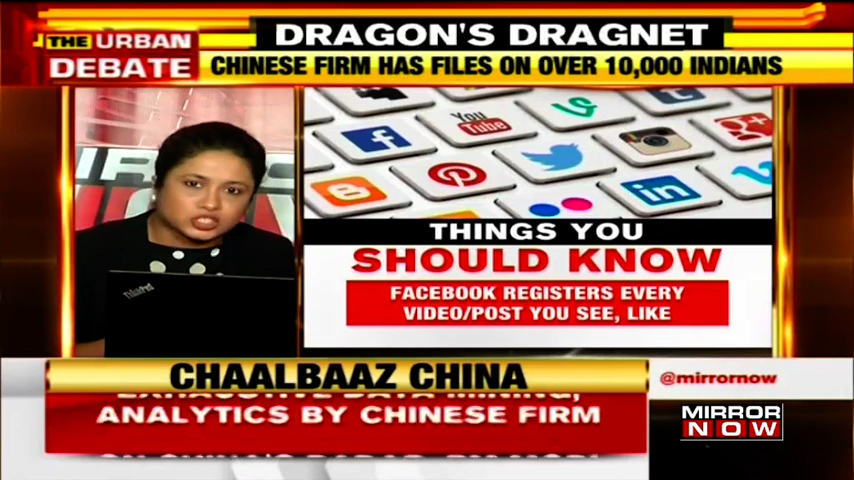 THE URBAN
DEBATE
DRAGON'S DRAGNET
CHINESE FIRM HAS FILES ON OVER 10,000 INDIANS
You
Tube
ThinkPad
THINGS YOU
SHOULD KNOW
FACEBOOK REGISTERS EVERY
VIDEO/POST YOU SEE, LIKE
CHAALBAAZ CHINA
ANALYTICS BY CHINESE FIRM
@mirrornow
MIRROR
NOW